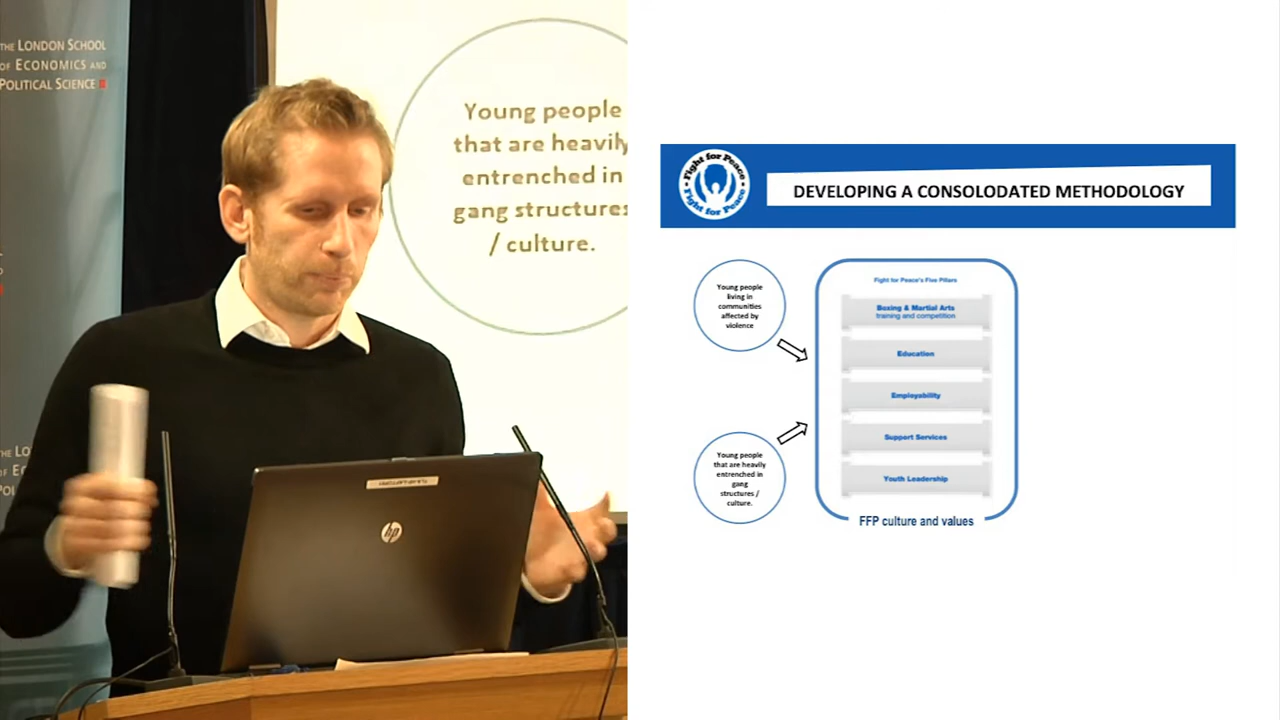 THE LONDON SCHOOL
OF ECONOMICS AND
POLITICAL SCIENCE
THE
OF
Young people
that are heavily
entrenched in
gang structures
/ culture.
hp
Fight for Peace
Fight for Peace
DEVELOPING A CONSOLODATED METHODOLOGY
Young people
living in
communities
affected by
violence
Young people
that are heavily
entrenched in
gang
structures /
culture.
Fight for Peace's Five Pillars
Boxing & Martial Arts
training and competition
Education
Employability
Support Services
Youth Leadership
FFP culture and values